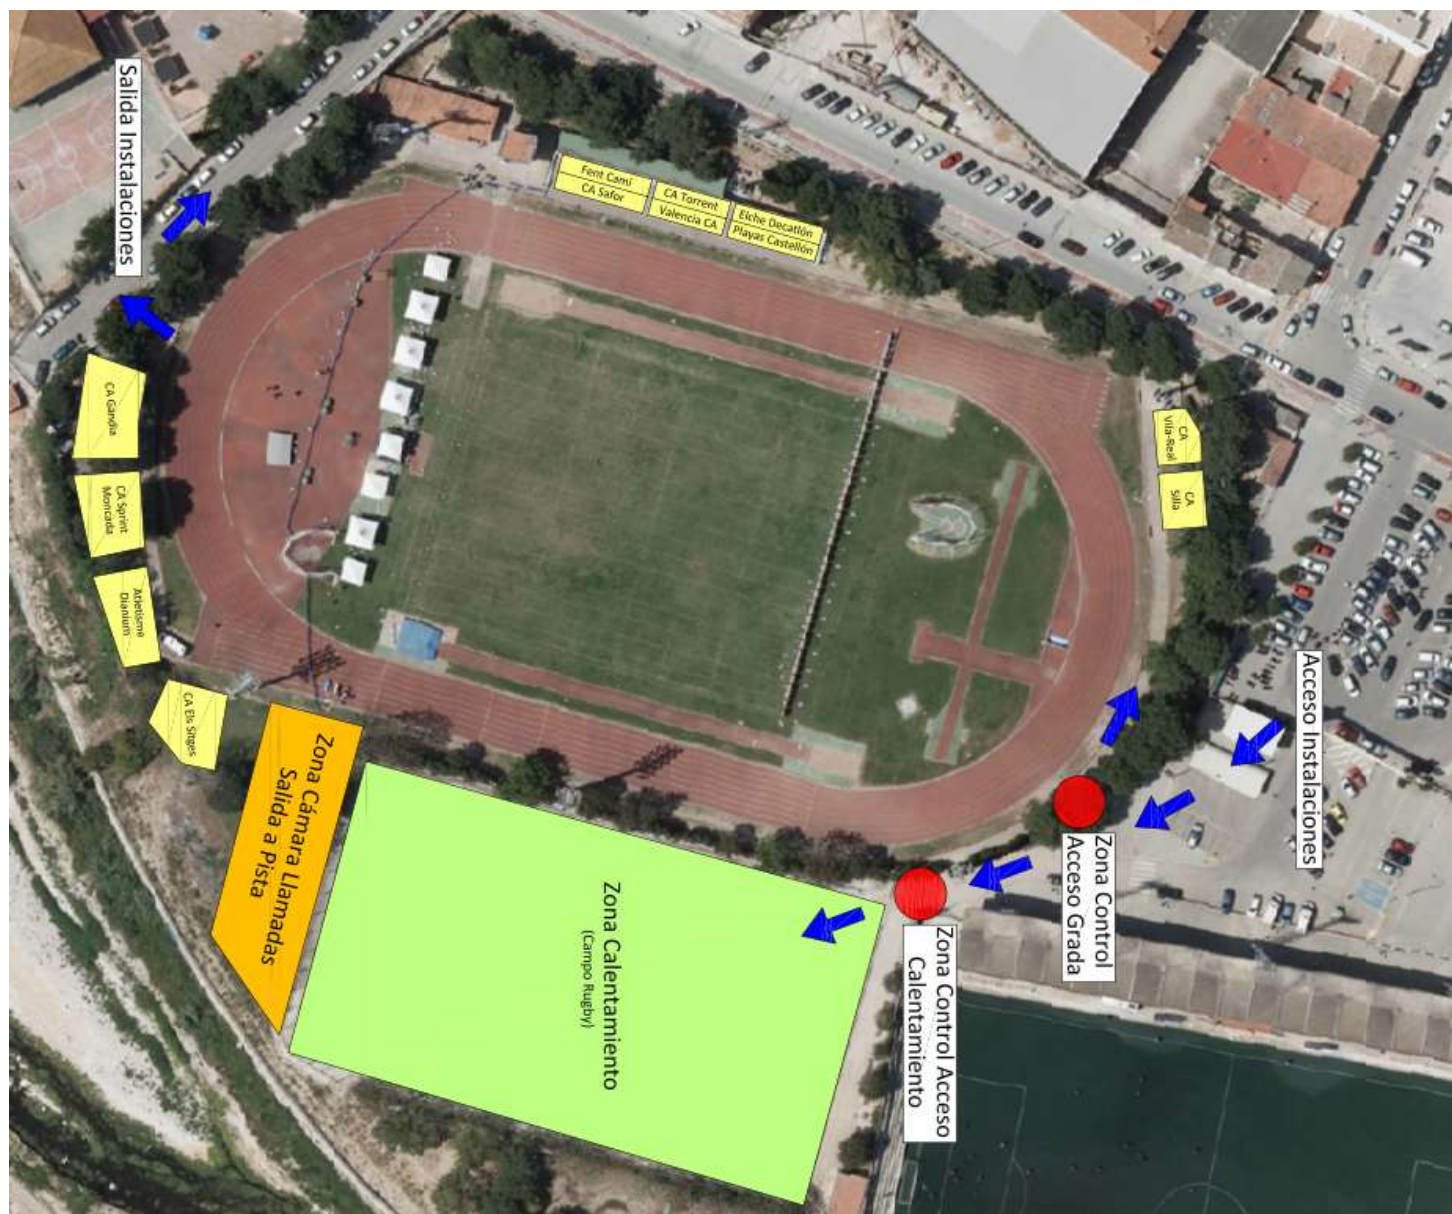 Salida Instalaciones
Fent Camí
CA Safor
CA Torrent
Valencia CA
Elche Decatlón
Playas Castellón
CA
Vila-Real
CA
Silla
CA Gandia
CA Sprint
Moncada
Atletisme
Dianium
CA Els Sitges
Zona Cámara Llamadas
Salida a Pista
Zona Calentamiento
(Campo Rugby)
Acceso Instalaciones
Zona Control
Acceso Grada
Zona Control Acceso
Calentamiento